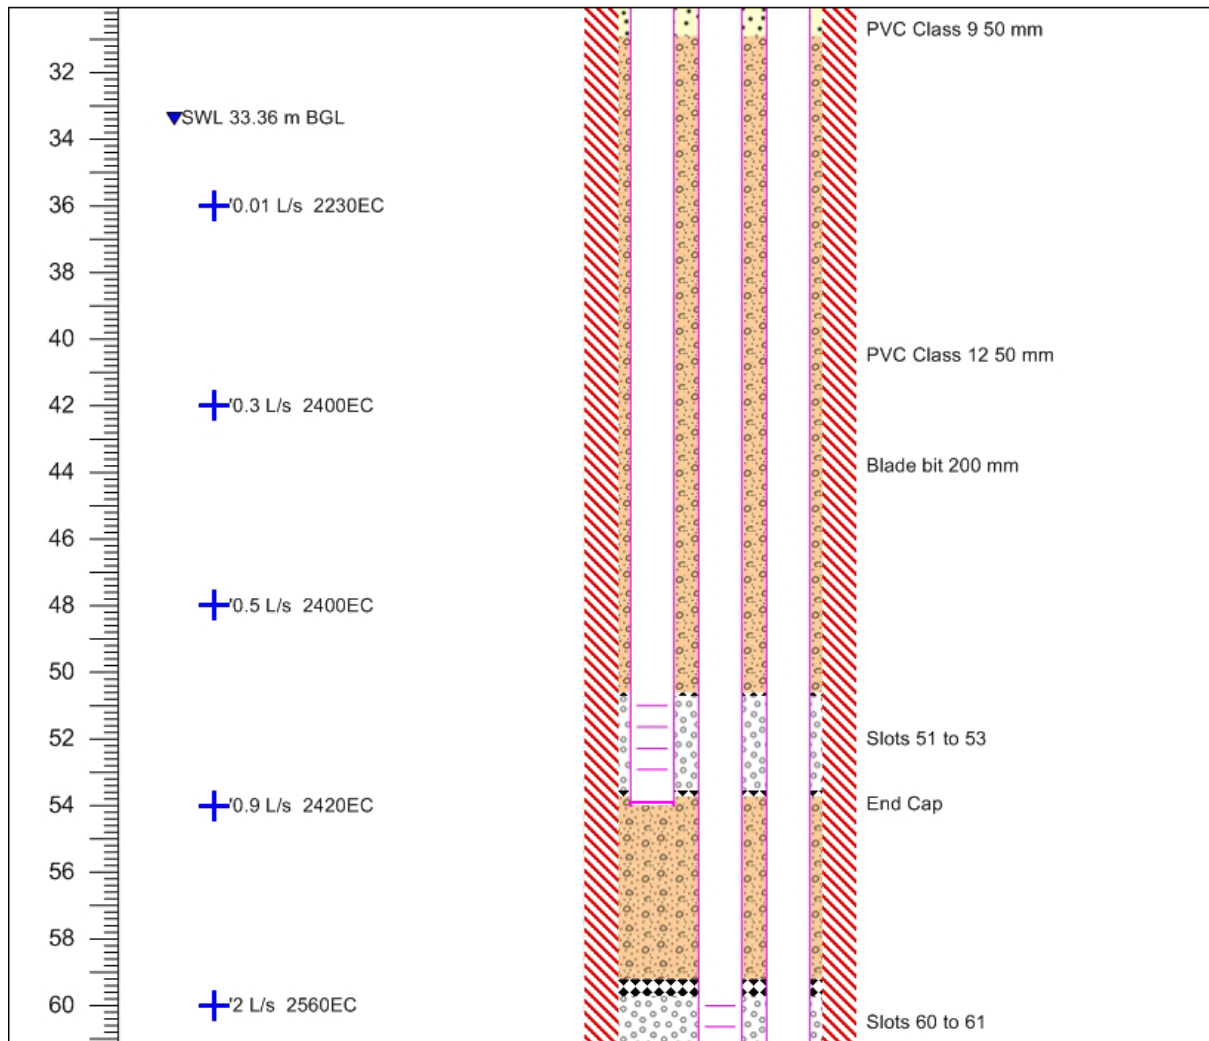 PVC Class 9 50 mm
32
SWL 33.36 m BGL
34
36
'0.01 L/s 2230EC
38
40
PVC Class 12 50 mm
42
'0.3 L/s 2400EC
44
Blade bit 200 mm
46
48
'0.5 L/s 2400EC
50
52
Slots 51 to 53
54
'0.9 L/s 2420EC
End Cap
56
58
60
'2 L/s 2560EC
Slots 60 to 61